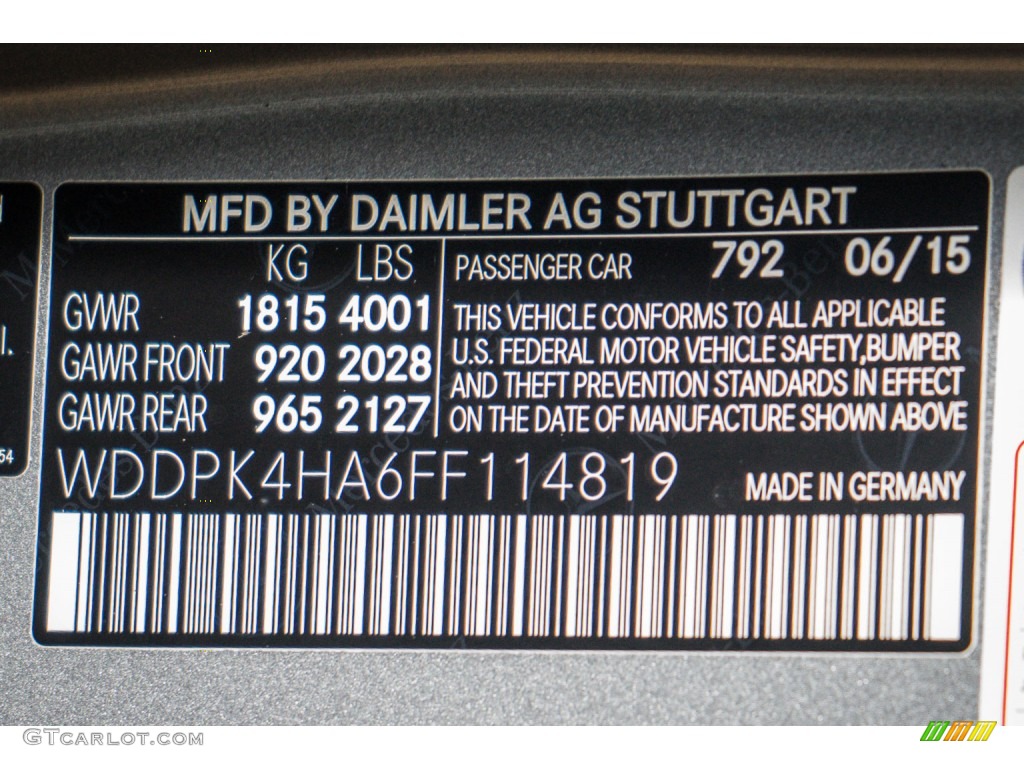 MFD BY DAIMLER AG STUTTGART
KG LBS
GVWR 1815 4001
GAWR FRONT 920 2028
GAWR REAR 965 2127
PASSENGER CAR 792 06/15
THIS VEHICLE CONFORMS TO ALL APPLICABLE
U.S. FEDERAL MOTOR VEHICLE SAFETY,BUMPER
AND THEFT PREVENTION STANDARDS IN EFFECT
ON THE DATE OF MANUFACTURE SHOWN ABOVE
WDDPK4HA6FF114819 MADE IN GERMANY
54
GTCARLOT.COM